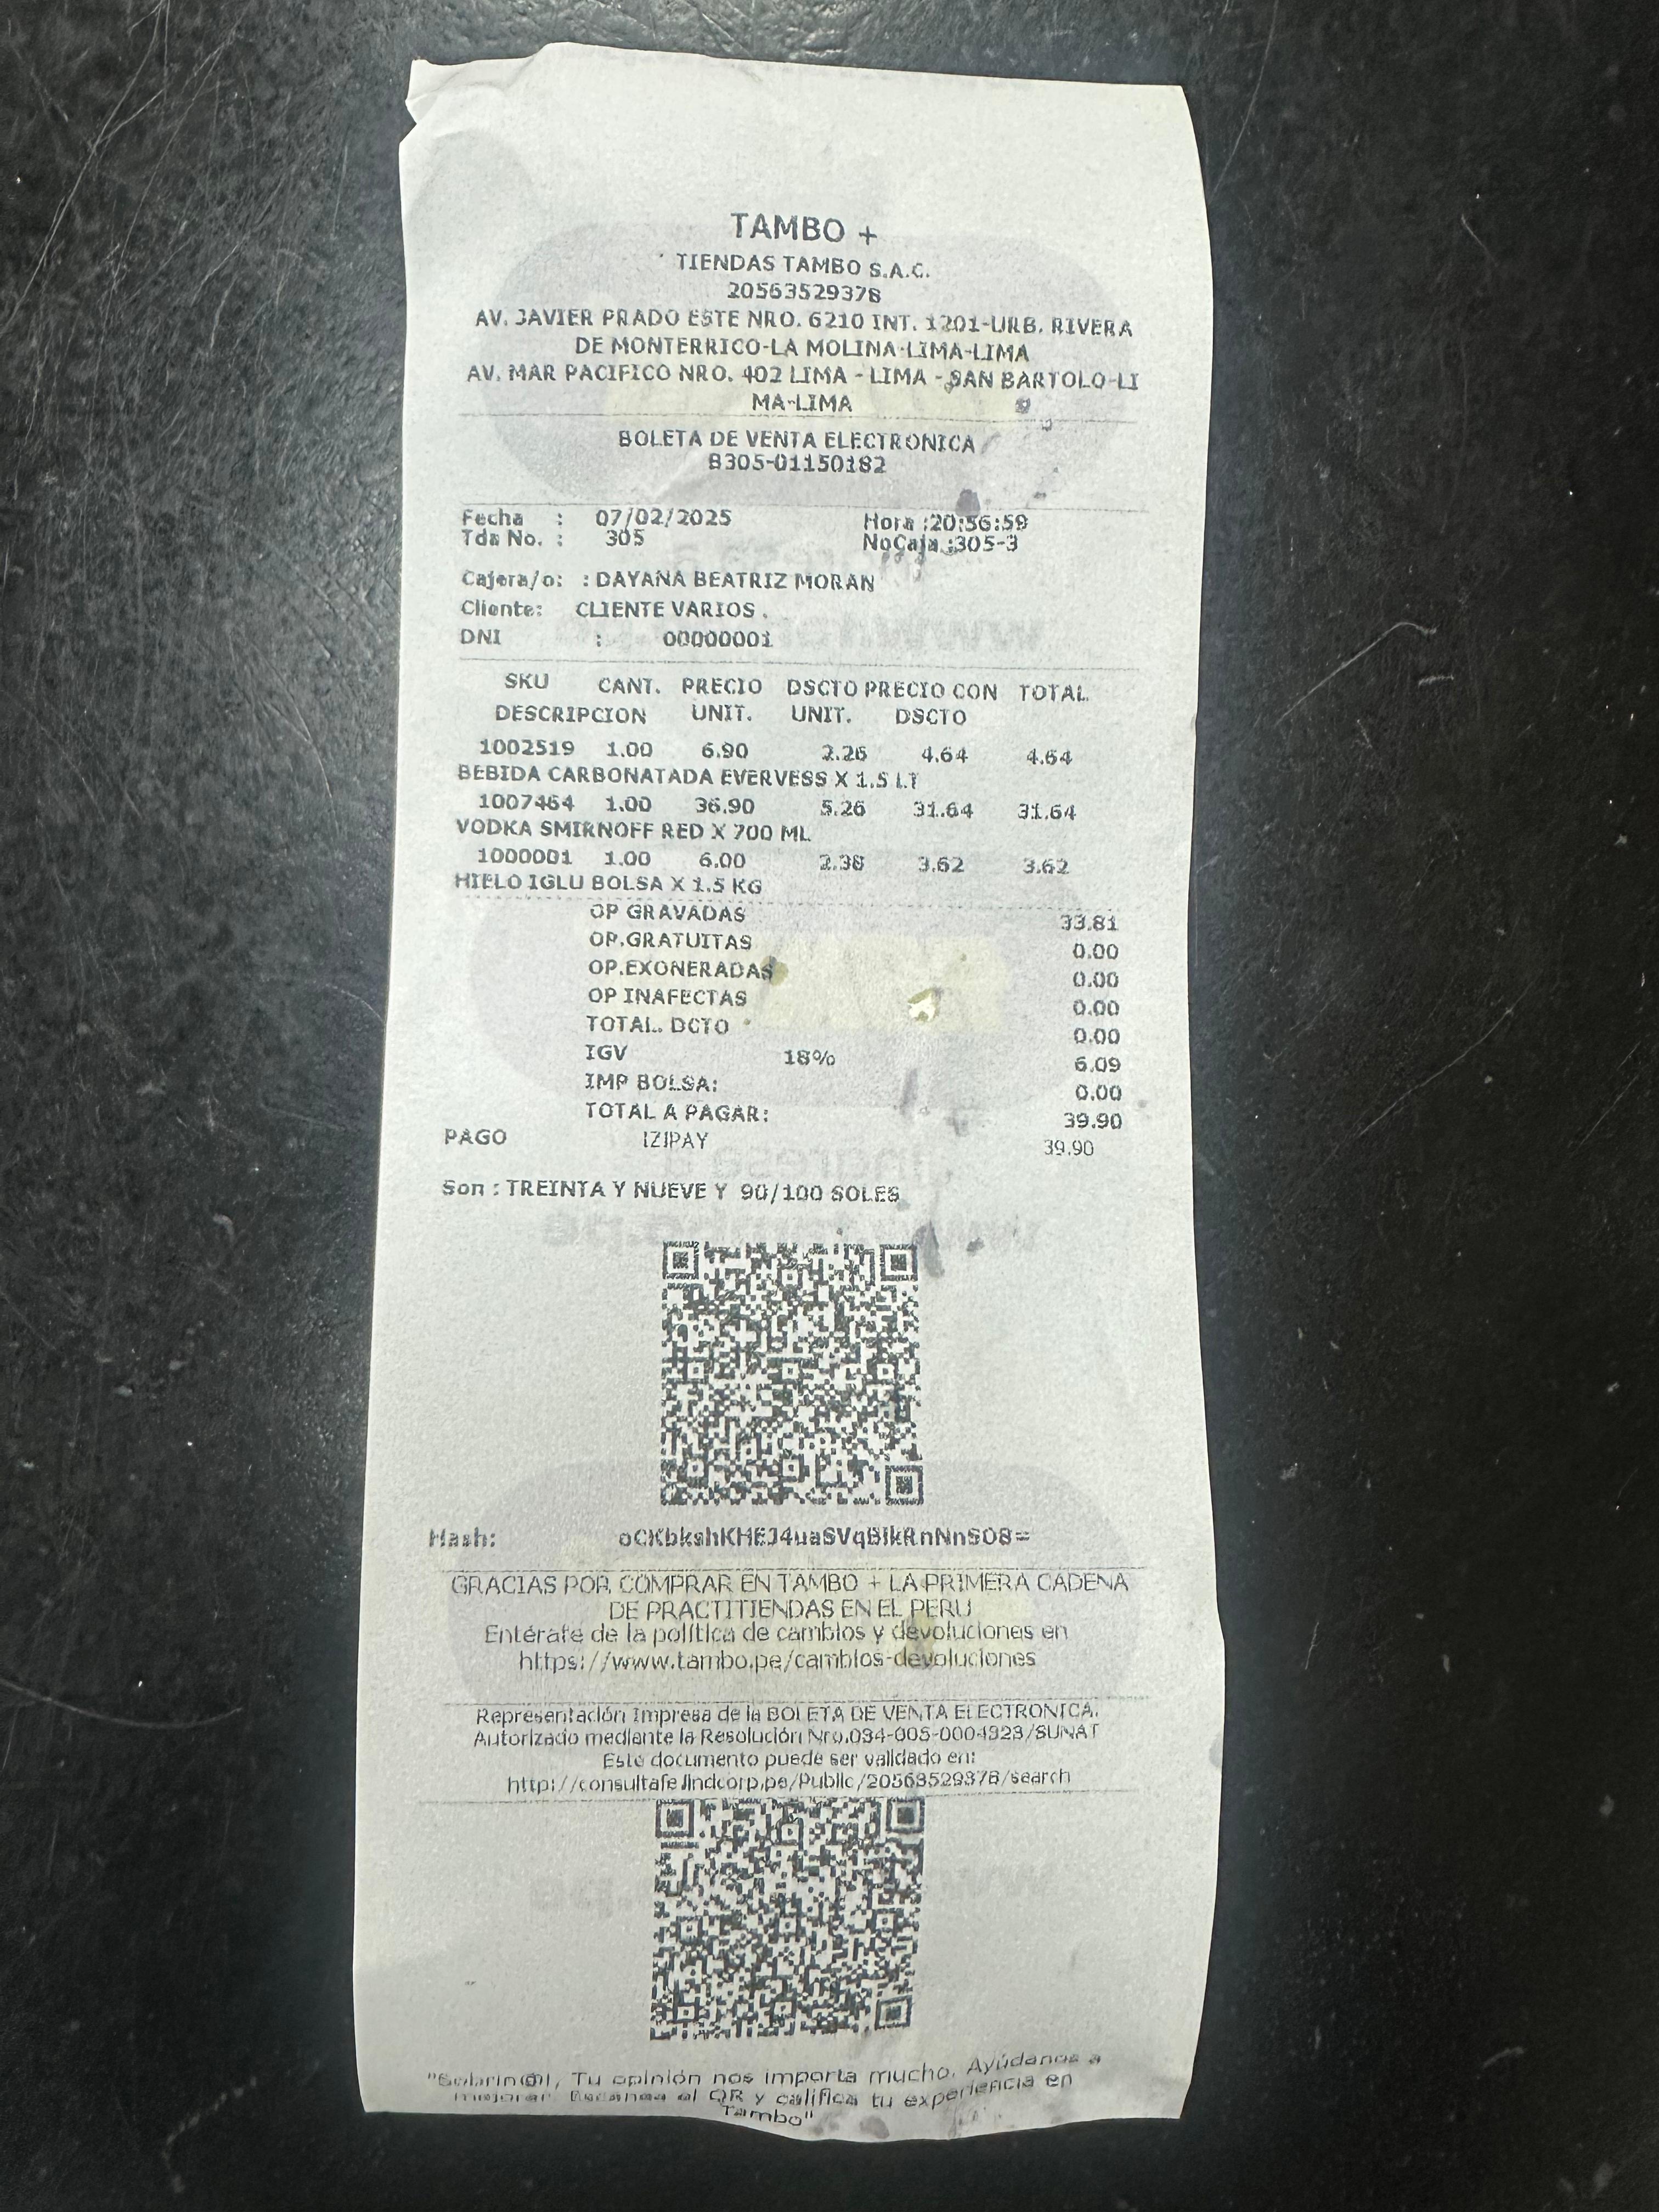 TAMBO +
TIENDAS TAMBO S.A.C.
20563529378
AV. JAVIER PRADO ESTE NRO. 6210 INT. 1201-URB. RIVERA
DE MONTERRICO-LA MOLINA-LIMA-LIMA
AV. MAR PACIFICO NRO. 402 LIMA - LIMA - SAN BARTOLO-LI
MA-LIMA
BOLETA DE VENTA ELECTRONICA
B305-01150182
Fecha : 07/02/2025 Hora :20:56:59
Tda No. : 305 NoCaja :305-3
Cajera/o: : DAYANA BEATRIZ MORAN
Cliente: CLIENTE VARIOS .
DNI : 00000001
SKU CANT. PRECIO DSCTO PRECIO CON TOTAL
DESCRIPCION UNIT. UNIT. DSCTO
1002519 1.00 6.90 2.26 4.64 4.64
BEBIDA CARBONATADA EVERVESS X 1.5 LT
1007464 1.00 36.90 5.26 31.64 31.64
VODKA SMIRNOFF RED X 700 ML
1000001 1.00 6.00 2.38 3.62 3.62
HIELO IGLU BOLSA X 1.5 KG
OP GRAVADAS 33.81
OP.GRATUITAS 0.00
OP.EXONERADAS 0.00
OP INAFECTAS 0.00
TOTAL. DCTO 0.00
IGV 18% 6.09
IMP BOLSA: 0.00
TOTAL A PAGAR: 39.90
PAGO IZIPAY 39.90
Son : TREINTA Y NUEVE Y 90/100 SOLES
Hash:
GRACIAS POR COMPRAR EN TAMBO + LA PRIMERA CADENA
DE PRACTITIENDAS EN EL PERU
Entérate de la política de cambios y devoluciones en
https://www.tambo.pe/cambios-devoluciones
Representación Impresa de la BOLETA DE VENTA ELECTRONICA.
Autorizado mediante la Resolución Nro.034-005-0004323/SUNAT
Este documento puede ser validado en:
http://consultafe.lindcorp.pe/Public/20563529378/search
Tu opinión nos importa mucho. Ayúdanos a
mejorar. Escanea el QR y califica tu experiencia en
Tambo"